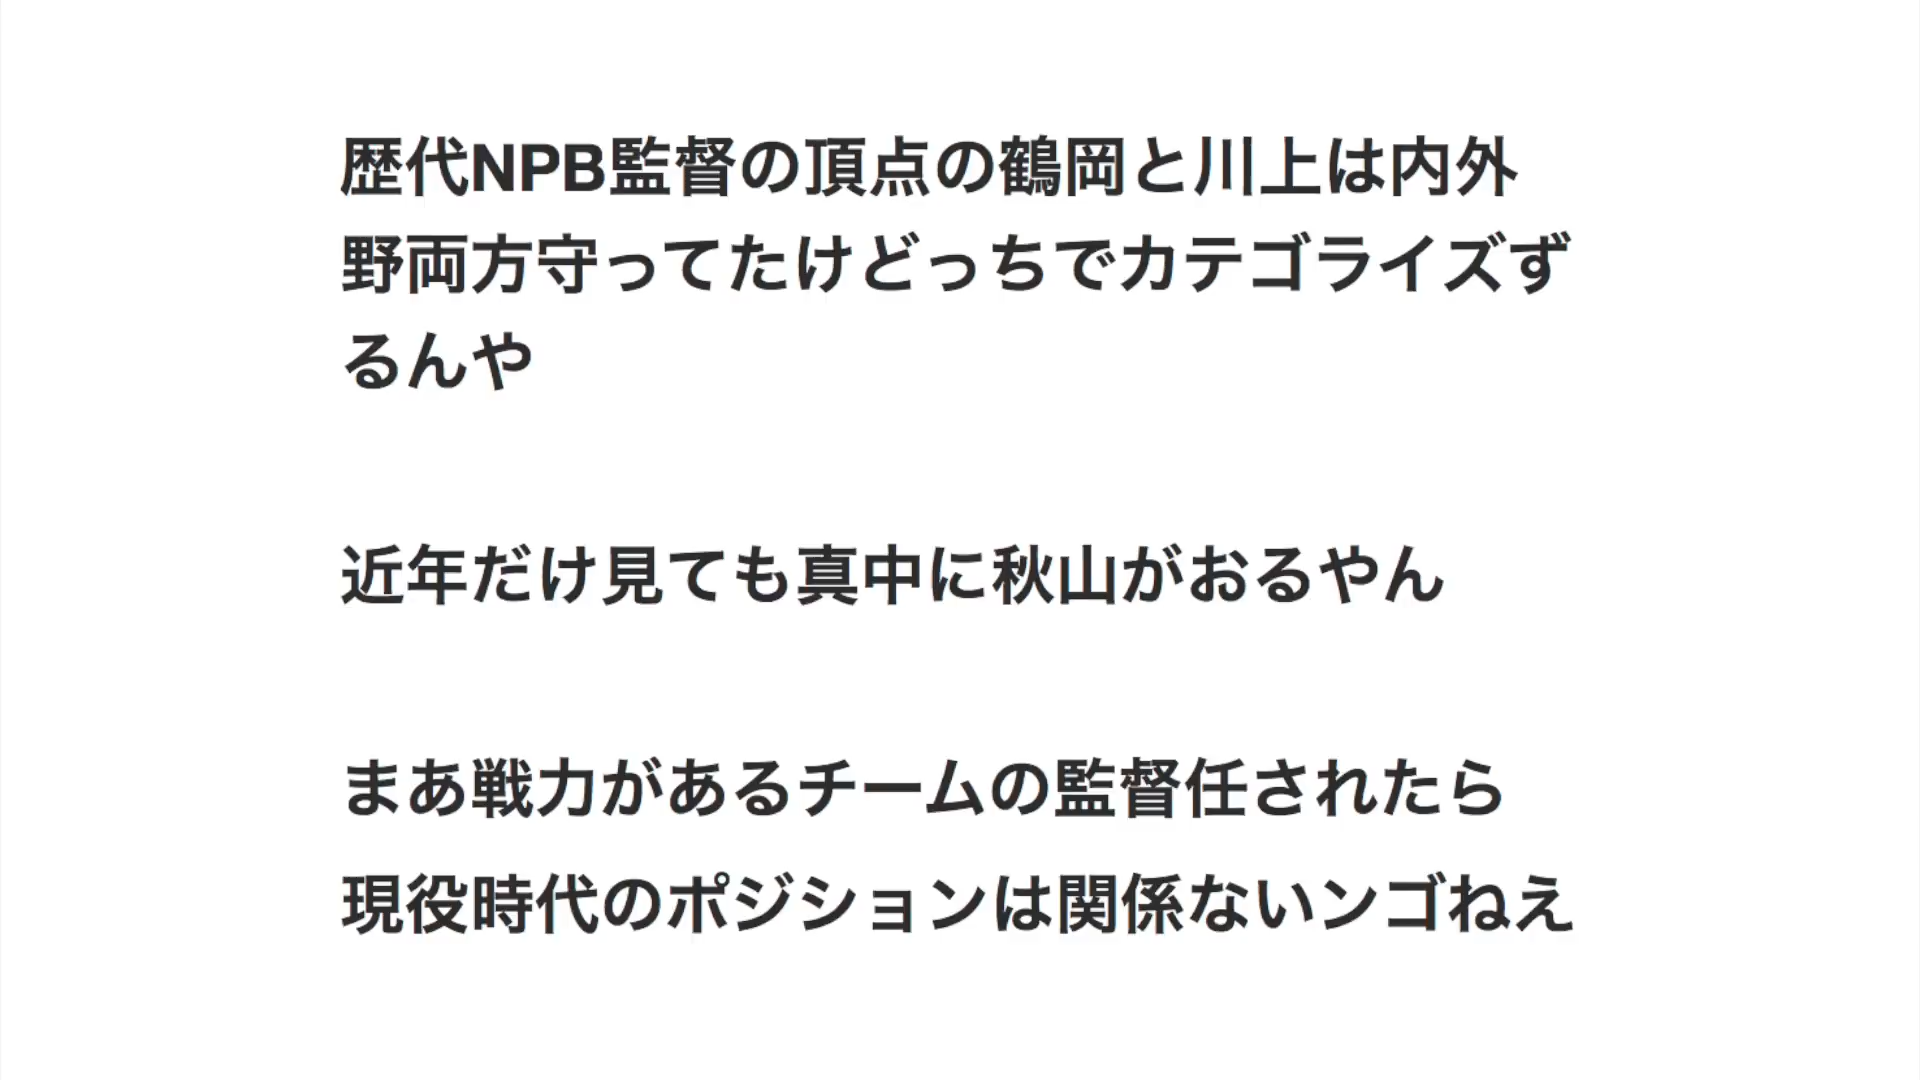 歴代NPB監督の頂点の鶴岡と川上は内外
野両方守ってたけどっちでカテゴライズず
るんや
近年だけ見ても真中に秋山がおるやん
まあ戦力があるチームの監督任されたら
現役時代のポジションは関係ないンゴねえ